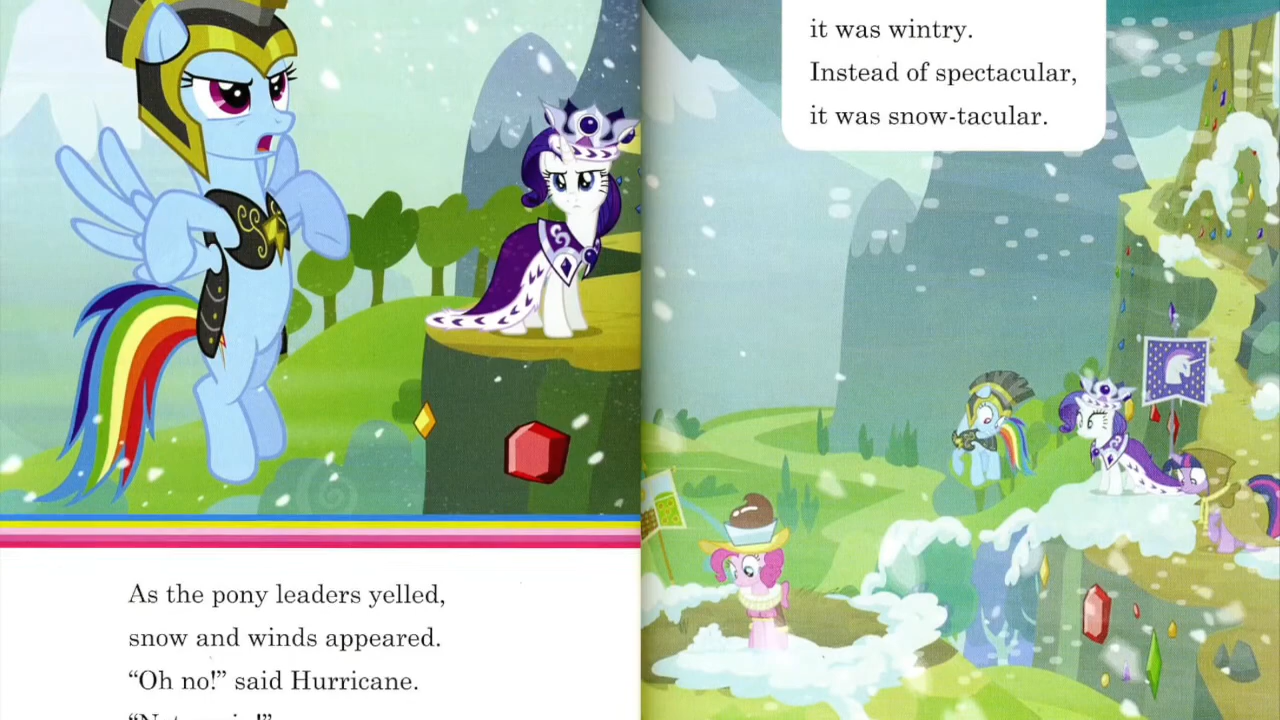 As the pony leaders yelled,
snow and winds appeared.
“Oh no!” said Hurricane.
it was wintry.
Instead of spectacular,
it was snow-tacular.